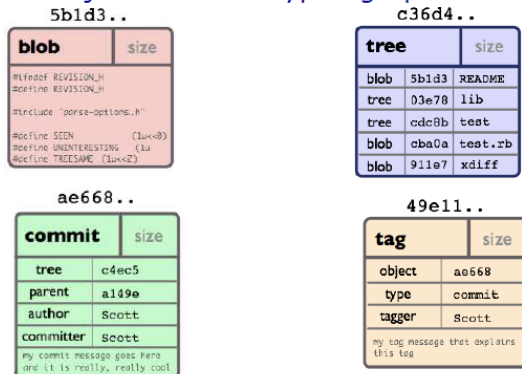 5b1d3..
blob size
#ifndef REVISION_H
#define REVISION_H
#include "parse-options.h"
#define SEEN (1u<<0)
#define UNINTERESTING (1u
#define TREESAME (1u<<2)
c36d4..
tree size
blob 5b1d3 README
tree 03e78 lib
tree cdc8b test
blob cba0a test.rb
blob 911e7 xdiff
ae668..
commit size
tree c4ec5
parent a149e
author Scott
committer Scott
my commit message goes here
and it is really, really cool
49e11..
tag size
object ae668
type commit
tagger Scott
my tag message that explains
this tag